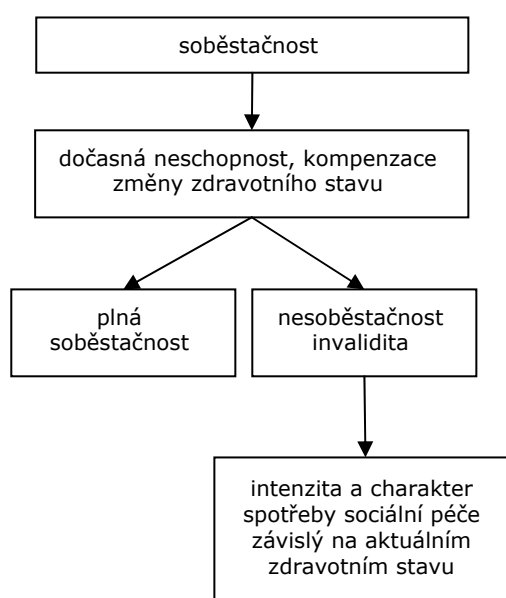 soběstačnost
dočasná neschopnost, kompenzace
změny zdravotního stavu
plná
soběstačnost
nesoběstačnost
invalidita
intenzita a charakter
spotřeby sociální péče
závislý na aktuálním
zdravotním stavu